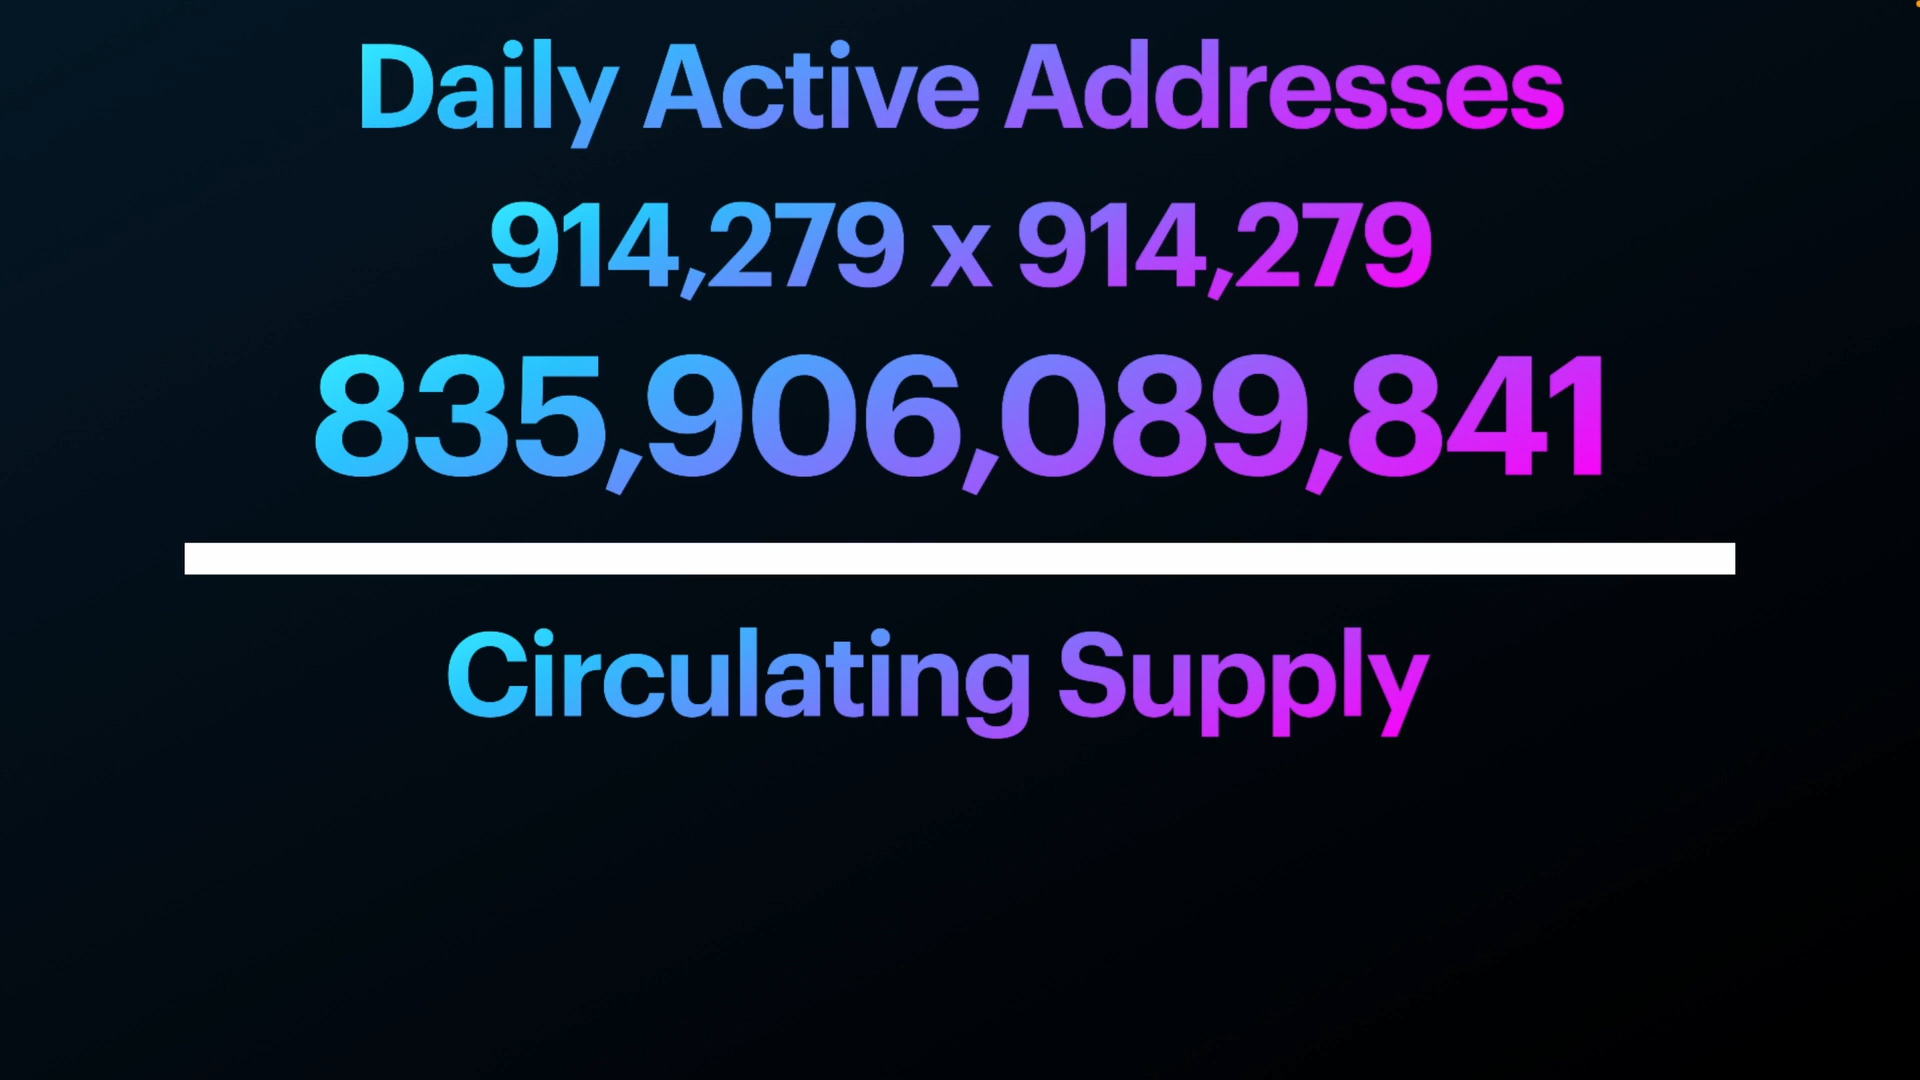 Daily Active Addresses
914,279 x 914,279
835,906,089,841
Circulating Supply